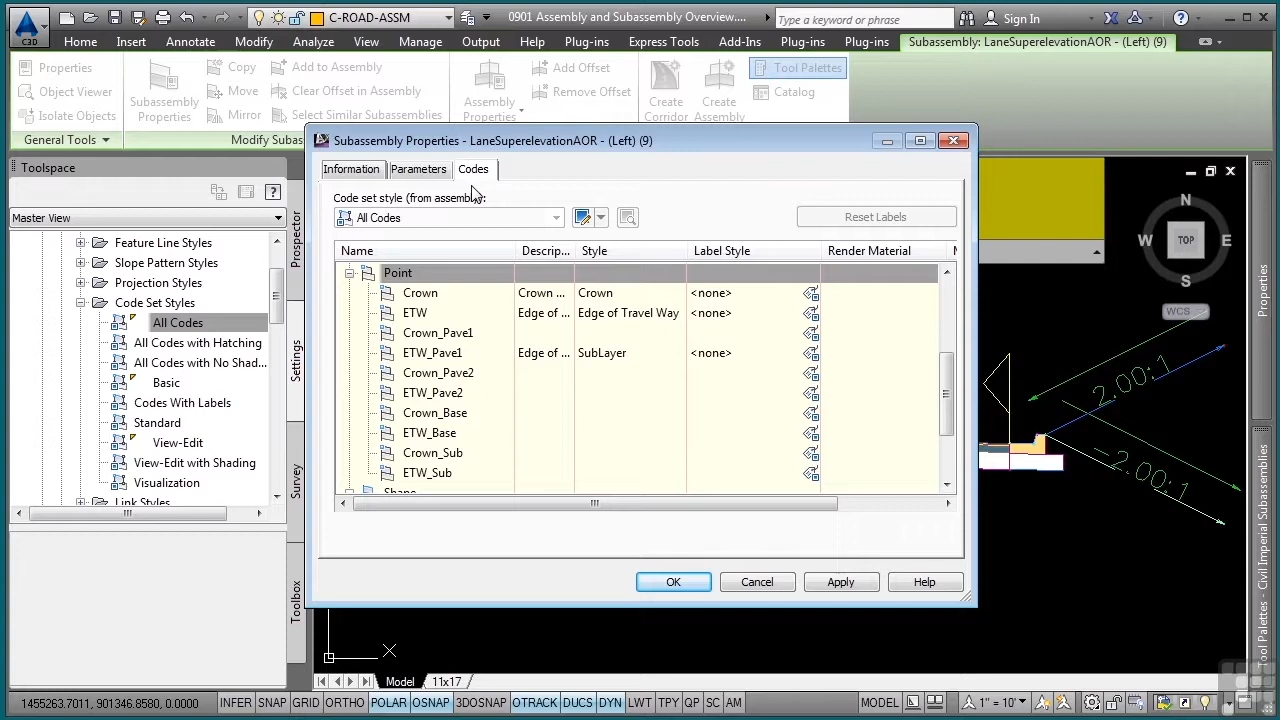 C-ROAD-ASSM
0901 Assembly and Subassembly Overview....
Type a keyword or phrase
Sign In
C3D
Home
Insert
Annotate
Modify
Analyze
View
Manage
Output
Help
Plug-ins
Express Tools
Add-Ins
Plug-ins
Plug-ins
Subassembly: LaneSuperelevationAOR - (Left) (9)
Properties
Object Viewer
Isolate Objects
General Tools
Subassembly
Properties
Copy
Move
Mirror
Add to Assembly
Clear Offset in Assembly
Select Similar Subassemblies
Modify Subas
Assembly
Properties
Add Offset
Remove Offset
Create
Corridor
Create
Assembly
Tool Palettes
Catalog
Toolspace
Master View
Feature Line Styles
Slope Pattern Styles
Projection Styles
Code Set Styles
All Codes
All Codes with Hatching
All Codes with No Shad...
Basic
Codes With Labels
Standard
View-Edit
View-Edit with Shading
Visualization
Link Styles
Prospector
Settings
Survey
Toolbox
Subassembly Properties - LaneSuperelevationAOR - (Left) (9)
Information
Parameters
Codes
Code set style (from assembly):
All Codes
Reset Labels
Name Descrip... Style Label Style Render Material
Point
Crown Crown ... Crown <none>
ETW Edge of ... Edge of Travel Way <none>
Crown_Pave1
ETW_Pave1 Edge of ... SubLayer <none>
Crown_Pave2
ETW_Pave2
Crown_Base
ETW_Base
Crown_Sub
ETW_Sub
Shape
OK
Cancel
Apply
Help
N
W
TOP
E
S
WCS
2.00:1
-2.00:1
Properties
Tool Palettes - Civil Imperial Subassemblies
Model
11x17
1455263.7011, 901346.8580, 0.0000
INFER SNAP GRID ORTHO POLAR OSNAP 3DOSNAP OTRACK DUCS DYN LWT TPY QP SC AM
MODEL
1" = 10'